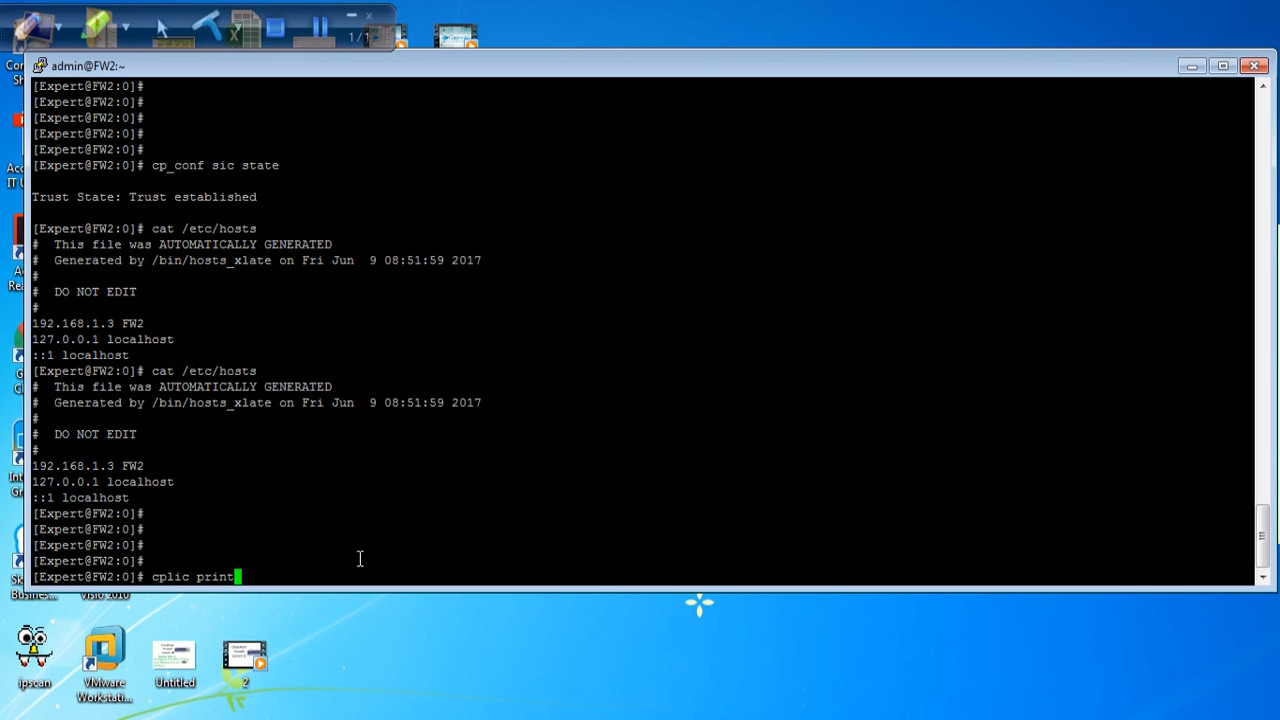 1/1
admin@FW2:~
[Expert@FW2:0]#
[Expert@FW2:0]#
[Expert@FW2:0]#
[Expert@FW2:0]#
[Expert@FW2:0]#
[Expert@FW2:0]# cp_conf sic state
Trust State: Trust established
[Expert@FW2:0]# cat /etc/hosts
#  This file was AUTOMATICALLY GENERATED
#  Generated by /bin/hosts_xlate on Fri Jun  9 08:51:59 2017
#
#  DO NOT EDIT
#
192.168.1.3 FW2
127.0.0.1 localhost
::1 localhost
[Expert@FW2:0]# cat /etc/hosts
#  This file was AUTOMATICALLY GENERATED
#  Generated by /bin/hosts_xlate on Fri Jun  9 08:51:59 2017
#
#  DO NOT EDIT
#
192.168.1.3 FW2
127.0.0.1 localhost
::1 localhost
[Expert@FW2:0]#
[Expert@FW2:0]#
[Expert@FW2:0]#
[Expert@FW2:0]#
[Expert@FW2:0]# cplic print
Business...
Visio 2010
ipscan
VMware
Workstati...
Untitled
2